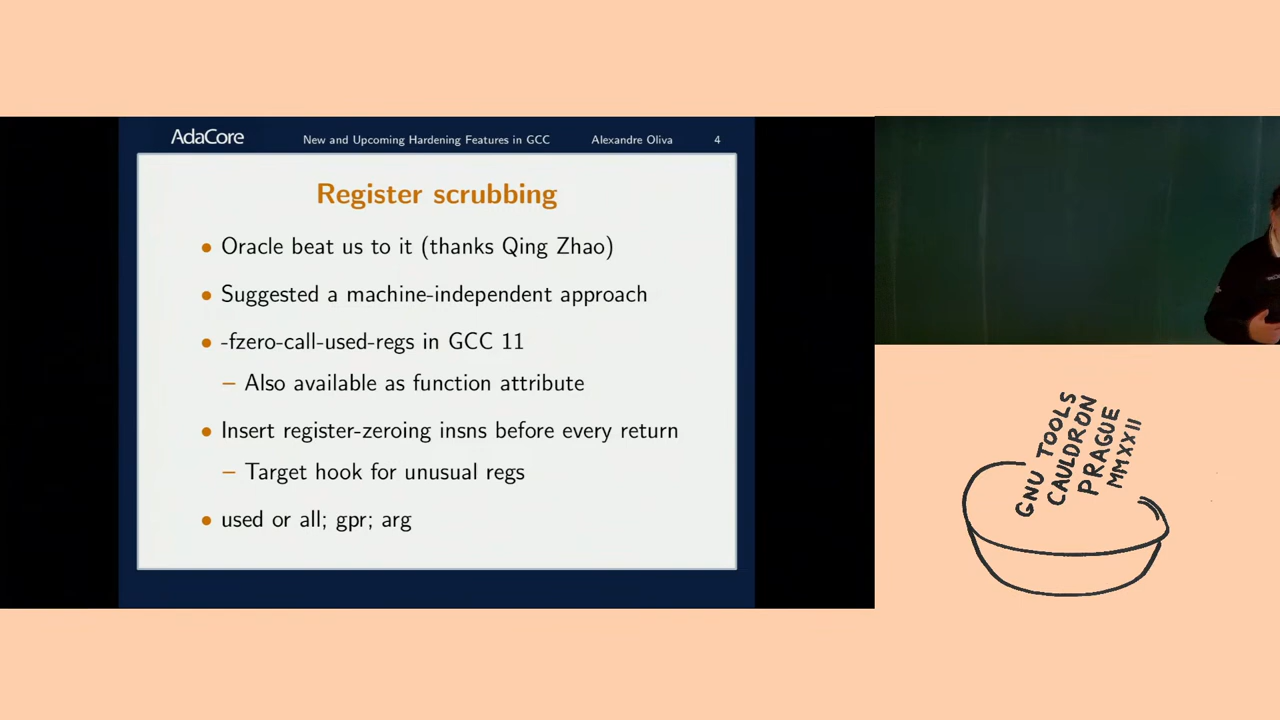 AdaCore New and Upcoming Hardening Features in GCC Alexandre Oliva 4
Register scrubbing
• Oracle beat us to it (thanks Qing Zhao)
• Suggested a machine-independent approach
• -fzero-call-used-regs in GCC 11
– Also available as function attribute
• Insert register-zeroing insns before every return
– Target hook for unusual regs
• used or all; gpr; arg
GNU TOOLS
CAULDRON
PRAGUE
MMXXII